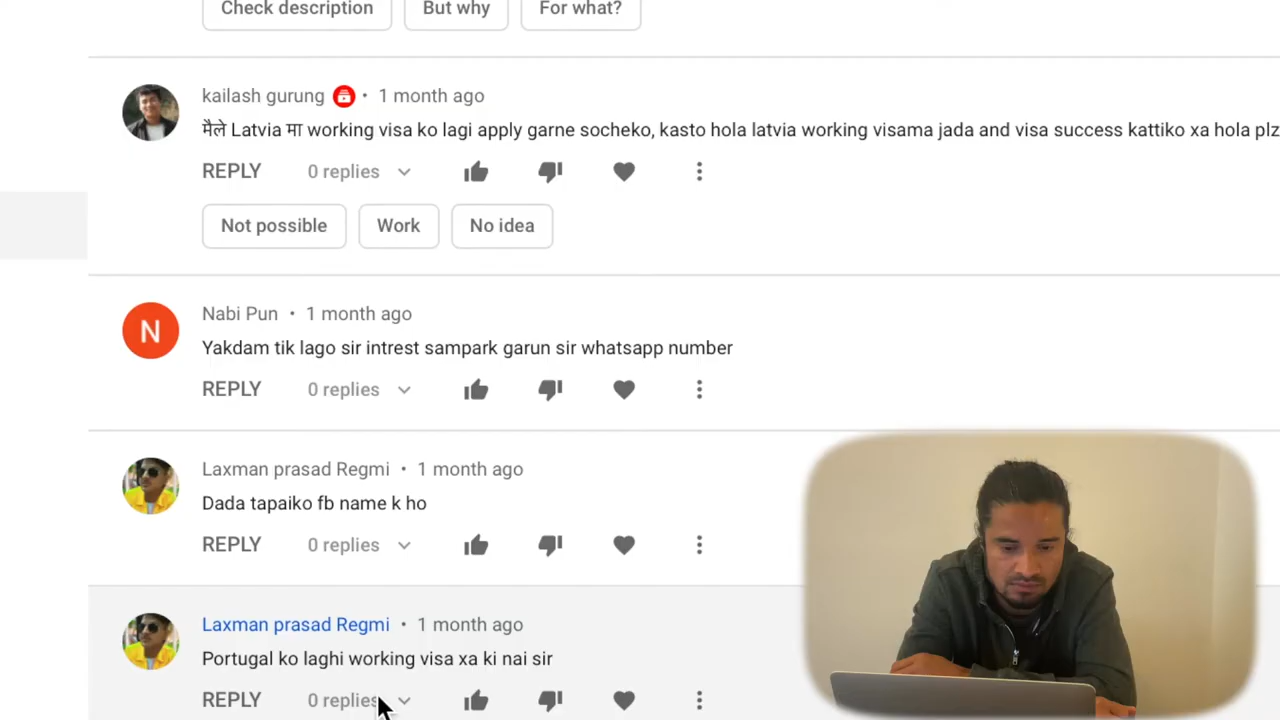 Check description But why For what?
kailash gurung • 1 month ago
मैले Latvia मा working visa ko lagi apply garne socheko, kasto hola latvia working visama jada and visa success kattiko xa hola plz
REPLY 0 replies
Not possible Work No idea
N
Nabi Pun • 1 month ago
Yakdam tik lago sir intrest sampark garun sir whatsapp number
REPLY 0 replies
Laxman prasad Regmi • 1 month ago
Dada tapaiko fb name k ho
REPLY 0 replies
Laxman prasad Regmi • 1 month ago
Portugal ko laghi working visa xa ki nai sir
REPLY 0 replies